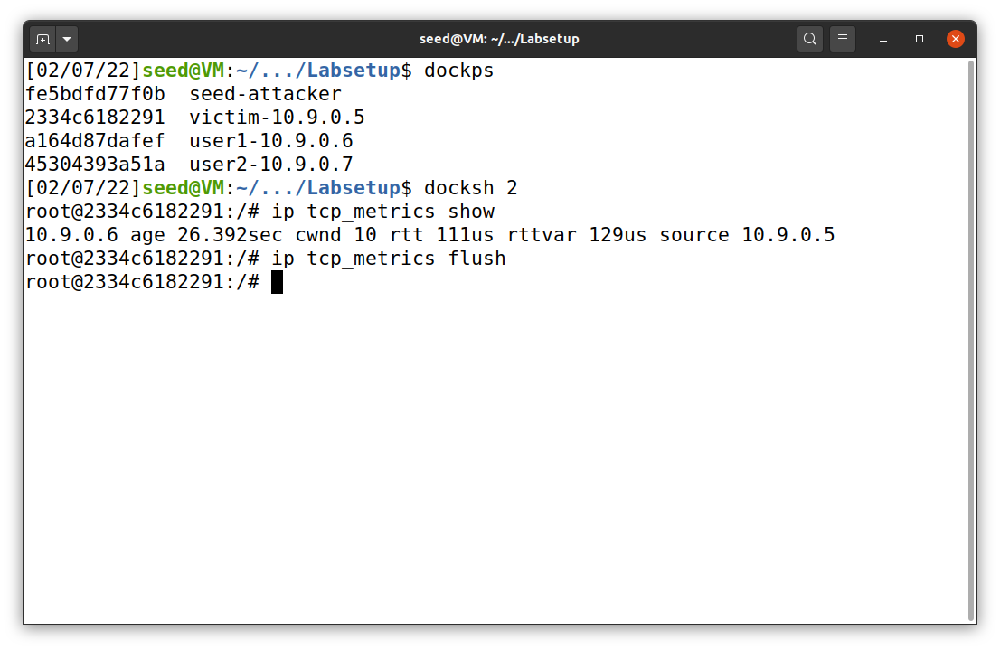 seed@VM: ~/.../Labsetup
[02/07/22]seed@VM:~/.../Labsetup$ dockps
fe5bdfd77f0b  seed-attacker
2334c6182291  victim-10.9.0.5
a164d87dafef  user1-10.9.0.6
45304393a51a  user2-10.9.0.7
[02/07/22]seed@VM:~/.../Labsetup$ docksh 2
root@2334c6182291:/# ip tcp_metrics show
10.9.0.6 age 26.392sec cwnd 10 rtt 111us rttvar 129us source 10.9.0.5
root@2334c6182291:/# ip tcp_metrics flush
root@2334c6182291:/#